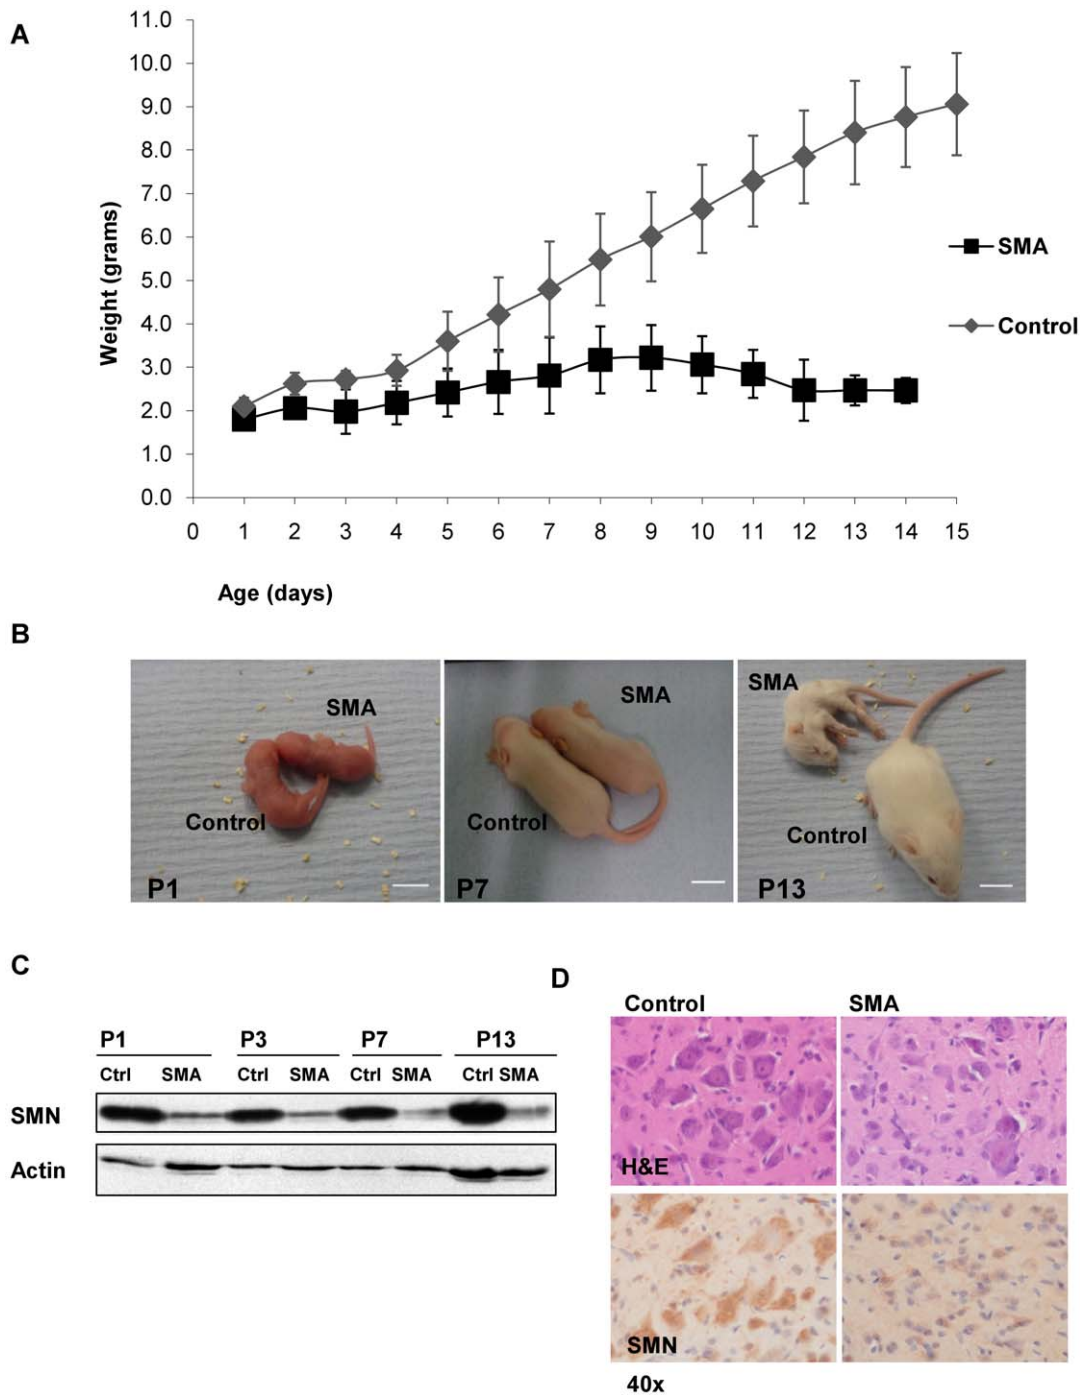 A
11.0
10.0
9.0
8.0
7.0
6.0
5.0
4.0
3.0
2.0
1.0
0.0
Weight (grams)
0 1 2 3 4 5 6 7 8 9 10 11 12 13 14 15
Age (days)
SMA
Control
B
SMA
Control
P1
SMA
Control
P7
SMA
Control
P13
C
P1 P3 P7 P13
Ctrl SMA Ctrl SMA Ctrl SMA Ctrl SMA
SMN
Actin
D
Control SMA
H&E
SMN
40x